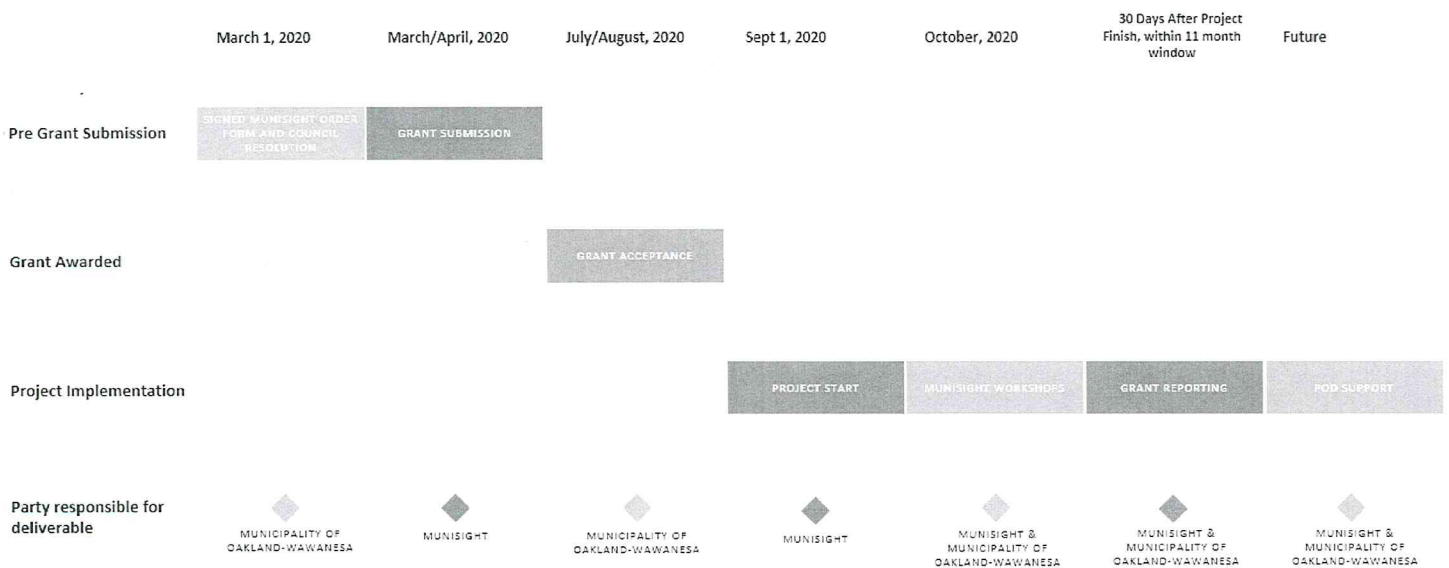 March 1, 2020
March/April, 2020
July/August, 2020
Sept 1, 2020
October, 2020
30 Days After Project
Finish, within 11 month
window
Future
Pre Grant Submission
SIGNED MUNISIGHT ORDER
FORM AND COUNCIL
RESOLUTION
GRANT SUBMISSION
Grant Awarded
GRANT ACCEPTANCE
Project Implementation
PROJECT START
MUNISIGHT WORKSHOPS
GRANT REPORTING
POD SUPPORT
Party responsible for
deliverable
MUNICIPALITY OF
OAKLAND-WAWANESA
MUNISIGHT
MUNICIPALITY OF
OAKLAND-WAWANESA
MUNISIGHT
MUNISIGHT &
MUNICIPALITY OF
OAKLAND-WAWANESA
MUNISIGHT &
MUNICIPALITY OF
OAKLAND-WAWANESA
MUNISIGHT &
MUNICIPALITY OF
OAKLAND-WAWANESA